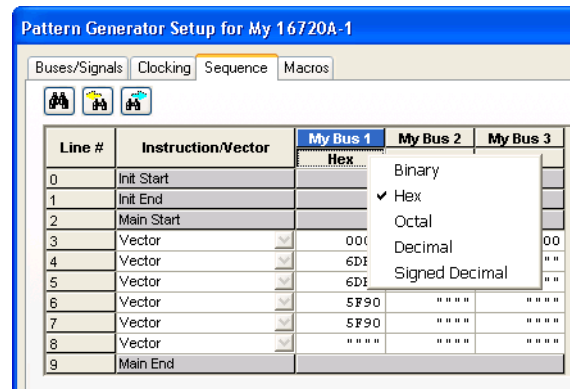 Pattern Generator Setup for My 16720A-1
Buses/Signals Clocking Sequence Macros
Line # Instruction/Vector My Bus 1 My Bus 2 My Bus 3
Hex
Binary
Hex
Octal
Decimal
Signed Decimal
0 Init Start
1 Init End
2 Main Start
3 Vector
4 Vector
5 Vector
6 Vector 5F90 """" """"
7 Vector 5F90 """" """"
8 Vector """" """" """"
9 Main End